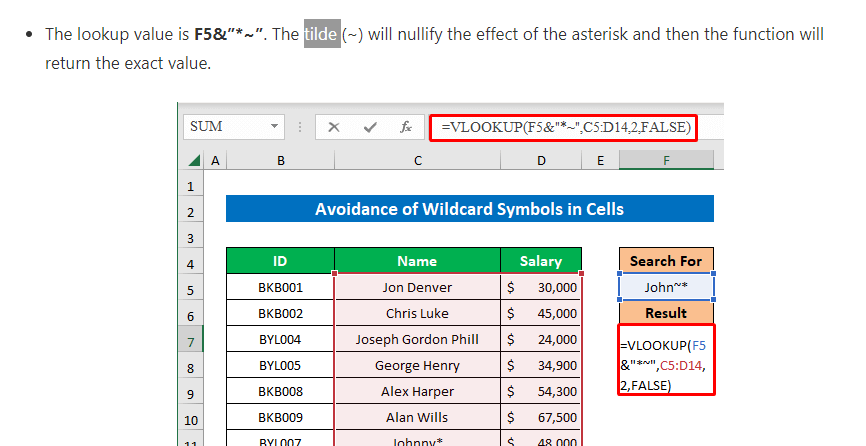 • The lookup value is F5&"*~". The tilde (~) will nullify the effect of the asterisk and then the function will
return the exact value.
SUM fx =VLOOKUP(F5&"*~",C5:D14,2,FALSE)
A B C D E F
1
2 Avoidance of Wildcard Symbols in Cells
3
4 ID Name Salary Search For
5 BKB001 Jon Denver $ 30,000 John~*
6 BKB002 Chris Luke $ 45,000 Result
7 BYL004 Joseph Gordon Phill $ 24,000 =VLOOKUP(F5
8 BYL005 George Henry $ 34,900 &"*~",C5:D14,
9 BKB008 Alex Harper $ 54,300 2,FALSE)
10 BKB009 Alan Wills $ 67,500
11 BYL007 Johnny* $ 48,000